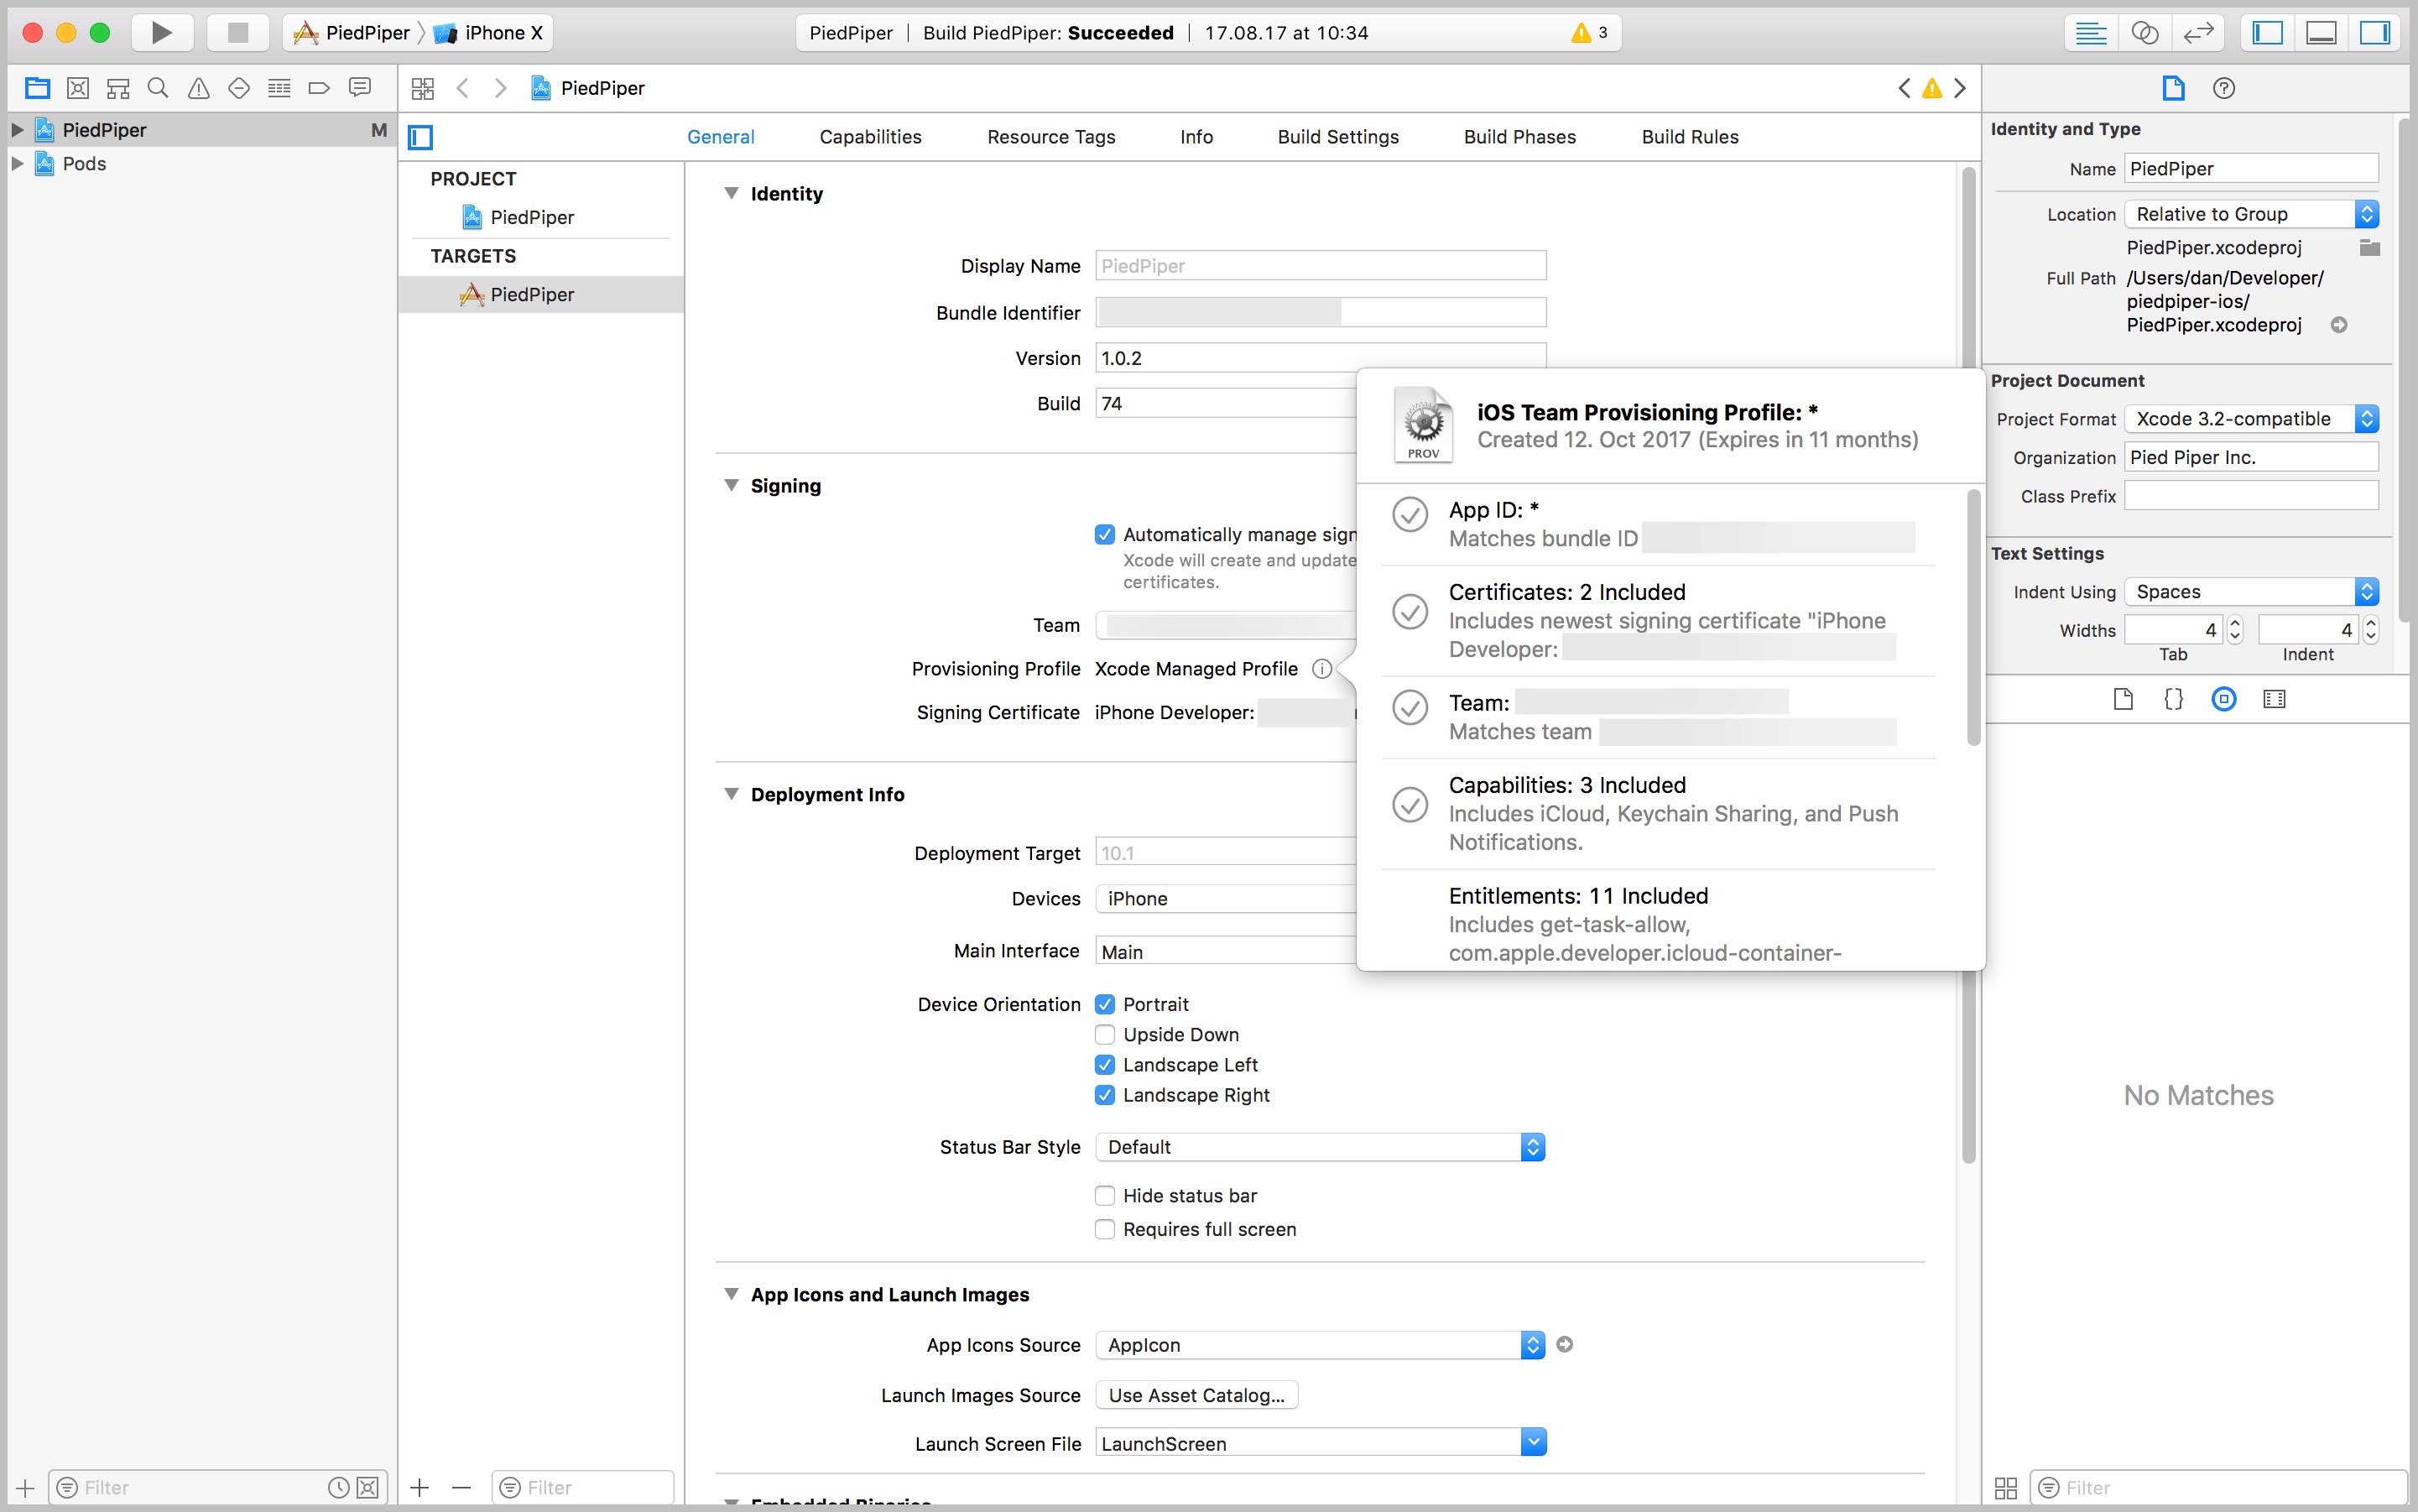 PiedPiper
iPhone X
PiedPiper
Build PiedPiper: Succeeded
17.08.17 at 10:34
3
PiedPiper
M
Pods
PiedPiper
General
Capabilities
Resource Tags
Info
Build Settings
Build Phases
Build Rules
PROJECT
PiedPiper
TARGETS
PiedPiper
Identity
Display Name
PiedPiper
Bundle Identifier
Version
1.0.2
Build
74
Signing
Automatically manage sign
Xcode will create and update
certificates.
Team
Provisioning Profile
Xcode Managed Profile
Signing Certificate
iPhone Developer:
Deployment Info
Deployment Target
10.1
Devices
iPhone
Main Interface
Main
Device Orientation
Portrait
Upside Down
Landscape Left
Landscape Right
Status Bar Style
Default
Hide status bar
Requires full screen
App Icons and Launch Images
App Icons Source
AppIcon
Launch Images Source
Use Asset Catalog...
Launch Screen File
LaunchScreen
Embedded Binaries
PROV
iOS Team Provisioning Profile: *
Created 12. Oct 2017 (Expires in 11 months)
App ID: *
Matches bundle ID
Certificates: 2 Included
Includes newest signing certificate "iPhone
Developer:
Team:
Matches team
Capabilities: 3 Included
Includes iCloud, Keychain Sharing, and Push
Notifications.
Entitlements: 11 Included
Includes get-task-allow,
com.apple.developer.icloud-container-
Identity and Type
Name
PiedPiper
Location
Relative to Group
PiedPiper.xcodeproj
Full Path
/Users/dan/Developer/
piedpiper-ios/
PiedPiper.xcodeproj
Project Document
Project Format
Xcode 3.2-compatible
Organization
Pied Piper Inc.
Class Prefix
Text Settings
Indent Using
Spaces
Widths
4
4
Tab
Indent
No Matches
Filter
Filter
Filter